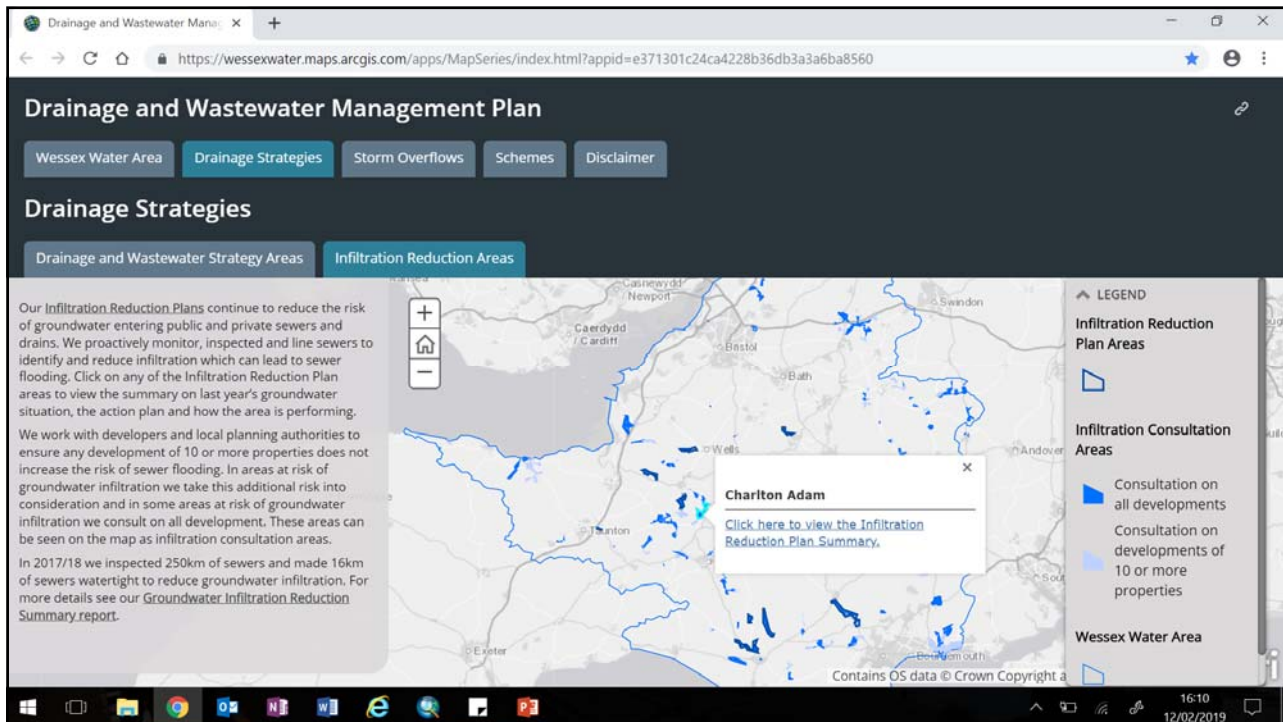 Drainage and Wastewater Manag
https://wessexwater.maps.arcgis.com/apps/MapSeries/index.html?appid=e371301c24ca4228b36db3a3a6ba8560
Drainage and Wastewater Management Plan
Wessex Water Area
Drainage Strategies
Storm Overflows
Schemes
Disclaimer
Drainage Strategies
Drainage and Wastewater Strategy Areas
Infiltration Reduction Areas
Our Infiltration Reduction Plans continue to reduce the risk
of groundwater entering public and private sewers and
drains. We proactively monitor, inspected and line sewers to
identify and reduce infiltration which can lead to sewer
flooding. Click on any of the Infiltration Reduction Plan
areas to view the summary on last year's groundwater
situation, the action plan and how the area is performing.
We work with developers and local planning authorities to
ensure any development of 10 or more properties does not
increase the risk of sewer flooding. In areas at risk of
groundwater infiltration we take this additional risk into
consideration and in some areas at risk of groundwater
infiltration we consult on all development. These areas can
be seen on the map as infiltration consultation areas.
In 2017/18 we inspected 250km of sewers and made 16km
of sewers watertight to reduce groundwater infiltration. For
more details see our Groundwater Infiltration Reduction
Summary report.
Casnewydd
/ Newport
Caerdydd
/ Cardiff
Swindon
Bristol
Bath
Wells
Andover
Taunton
Exeter
Bournemouth
Charlton Adam
Click here to view the Infiltration
Reduction Plan Summary.
Contains OS data © Crown Copyright a
LEGEND
Infiltration Reduction
Plan Areas
Infiltration Consultation
Areas
Consultation on
all developments
Consultation on
developments of
10 or more
properties
Wessex Water Area
16:10
12/02/2019